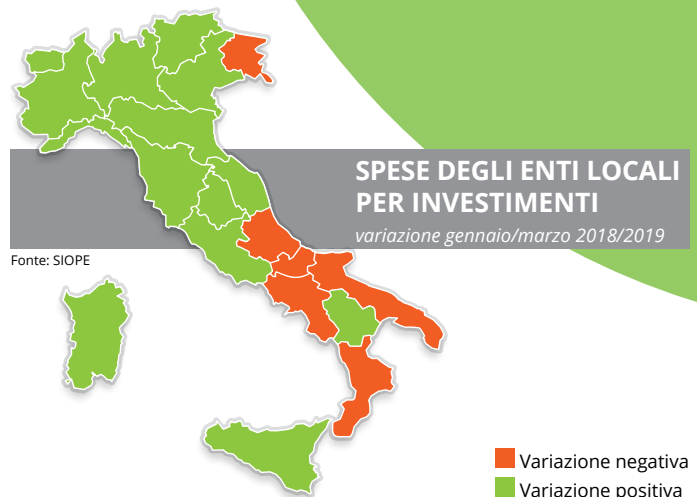 SPESE DEGLI ENTI LOCALI
PER INVESTIMENTI
variazione gennaio/marzo 2018/2019
Fonte: SIOPE
Variazione negativa
Variazione positiva